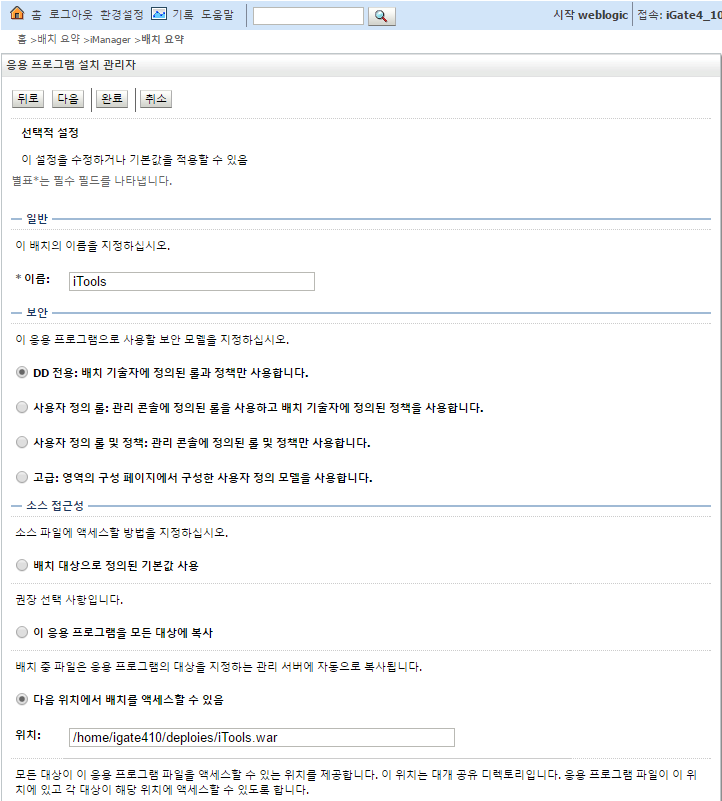 홈 로그아웃 환경설정 기록 도움말 시작 weblogic 접속: iGate4_10
홈 >배치 요약 >iManager >배치 요약
응용 프로그램 설치 관리자
뒤로 다음 완료 취소
선택적 설정
이 설정을 수정하거나 기본값을 적용할 수 있음
별표*는 필수 필드를 나타냅니다.
일반
이 배치의 이름을 지정하십시오.
* 이름: iTools
보안
이 응용 프로그램으로 사용할 보안 모델을 지정하십시오.
DD 전용: 배치 기술자에 정의된 롤과 정책만 사용합니다.
사용자 정의 롤: 관리 콘솔에 정의된 롤을 사용하고 배치 기술자에 정의된 정책을 사용합니다.
사용자 정의 롤 및 정책: 관리 콘솔에 정의된 롤 및 정책만 사용합니다.
고급: 영역의 구성 페이지에서 구성한 사용자 정의 모델을 사용합니다.
소스 접근성
소스 파일에 액세스할 방법을 지정하십시오.
배치 대상으로 정의된 기본값 사용
권장 선택 사항입니다.
이 응용 프로그램을 모든 대상에 복사
배치 중 파일은 응용 프로그램의 대상을 지정하는 관리 서버에 자동으로 복사됩니다.
다음 위치에서 배치를 액세스할 수 있음
위치: /home/igate410/deploies/iTools.war
모든 대상이 이 응용 프로그램 파일을 액세스할 수 있는 위치를 제공합니다. 이 위치는 대개 공유 디렉토리입니다. 응용 프로그램 파일이 이 위
치에 있고 각 대상이 해당 위치에 액세스할 수 있도록 합니다.